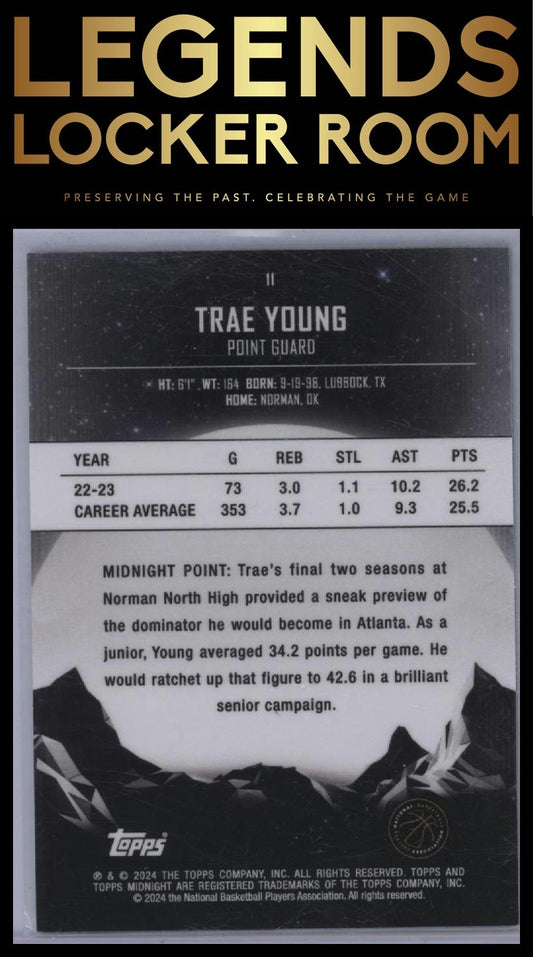 LEGENDS
LOCKER ROOM
PRESERVING THE PAST. CELEBRATING THE GAME
11
TRAE YOUNG
POINT GUARD
HT: 6'1" . WT: 164 BORN: 9-19-98, LUBBOCK, TX
HOME: NORMAN, OK
YEAR G REB STL AST PTS
22-23 73 3.0 1.1 10.2 26.2
CAREER AVERAGE 353 3.7 1.0 9.3 25.5
MIDNIGHT POINT: Trae's final two seasons at
Norman North High provided a sneak preview of
the dominator he would become in Atlanta. As a
junior, Young averaged 34.2 points per game. He
would ratchet up that figure to 42.6 in a brilliant
senior campaign.
Topps
NATIONAL BASKETBALL
ASSOCIATION
℗ & © 2024 THE TOPPS COMPANY, INC. ALL RIGHTS RESERVED. TOPPS AND
TOPPS MIDNIGHT ARE REGISTERED TRADEMARKS OF THE TOPPS COMPANY, INC.
© 2024 the National Basketball Players Association. All rights reserved.